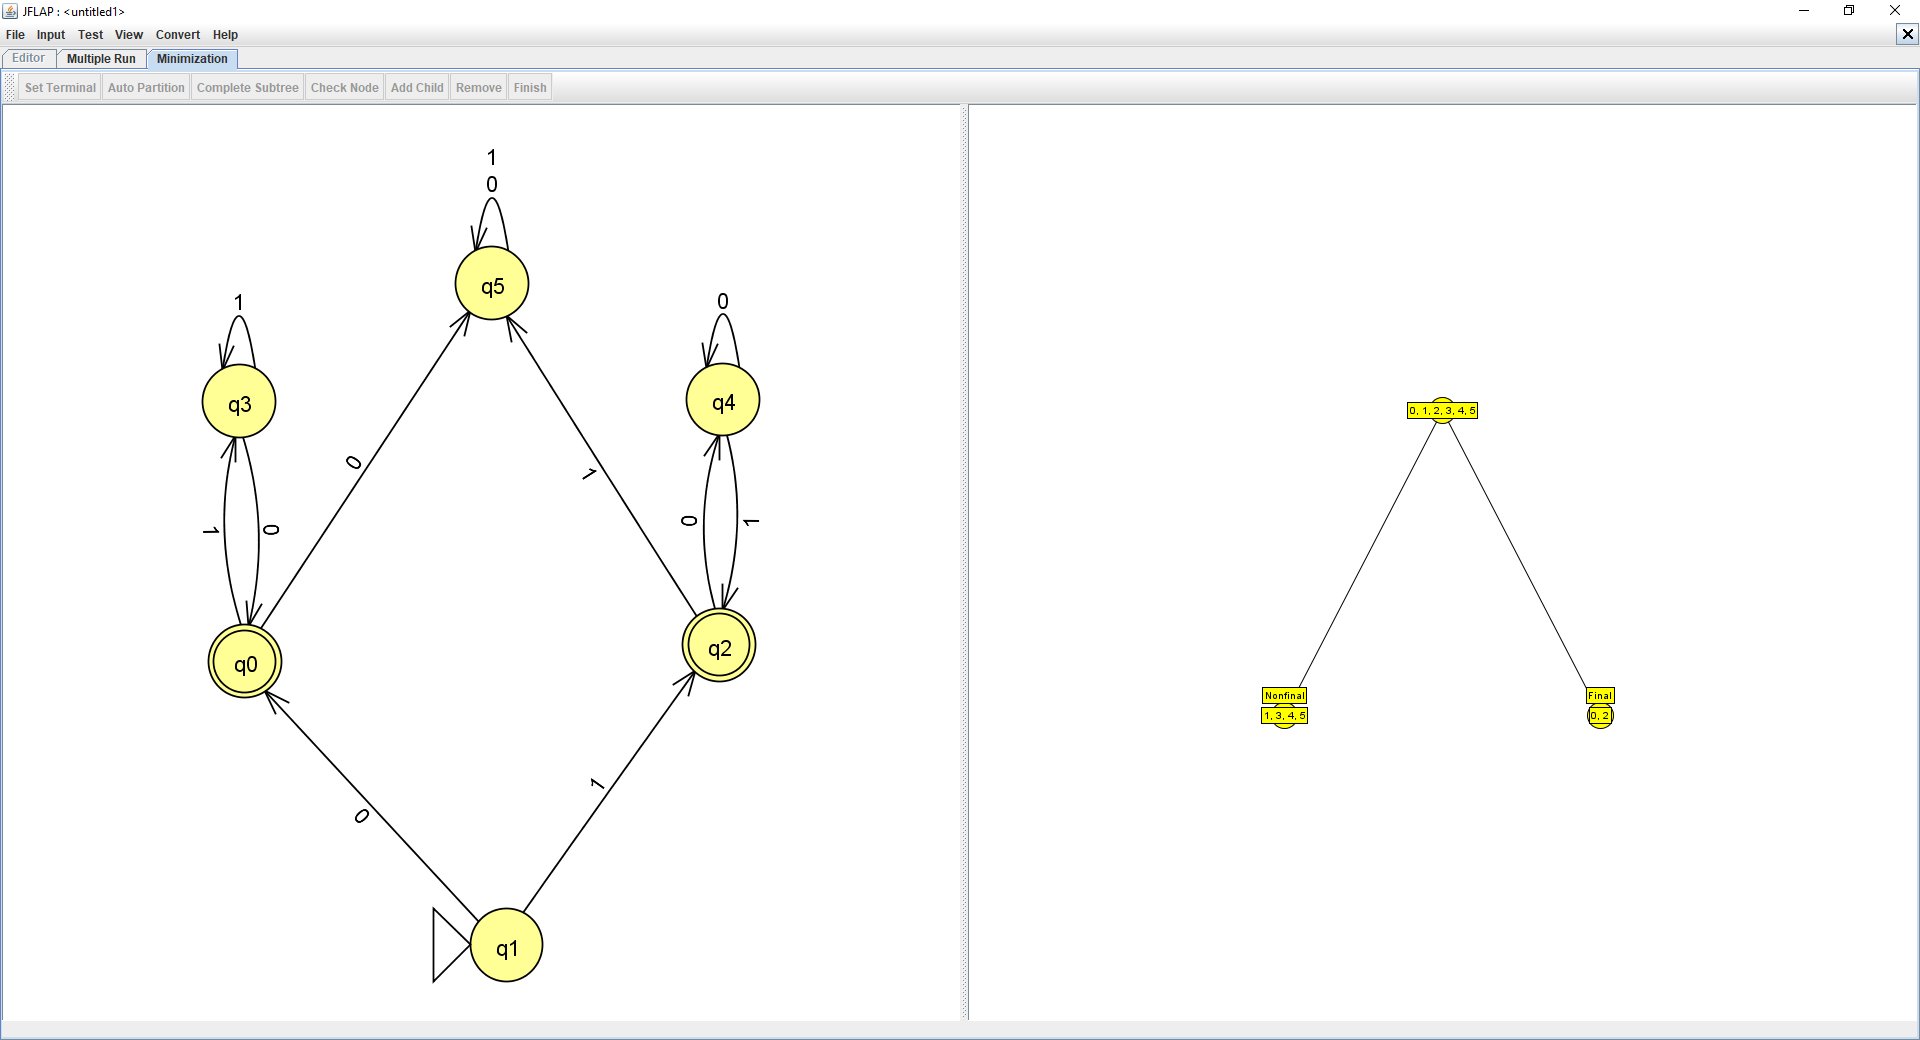 JFLAP : <untitled1>
File Input Test View Convert Help
Editor Multiple Run Minimization
Set Terminal Auto Partition Complete Subtree Check Node Add Child Remove Finish
1
0
q5
1
0
q3
q4
0
1
1
0
0
1
q0
q2
0
1
q1
0, 1, 2, 3, 4, 5
Nonfinal
1, 3, 4, 5
Final
0, 2